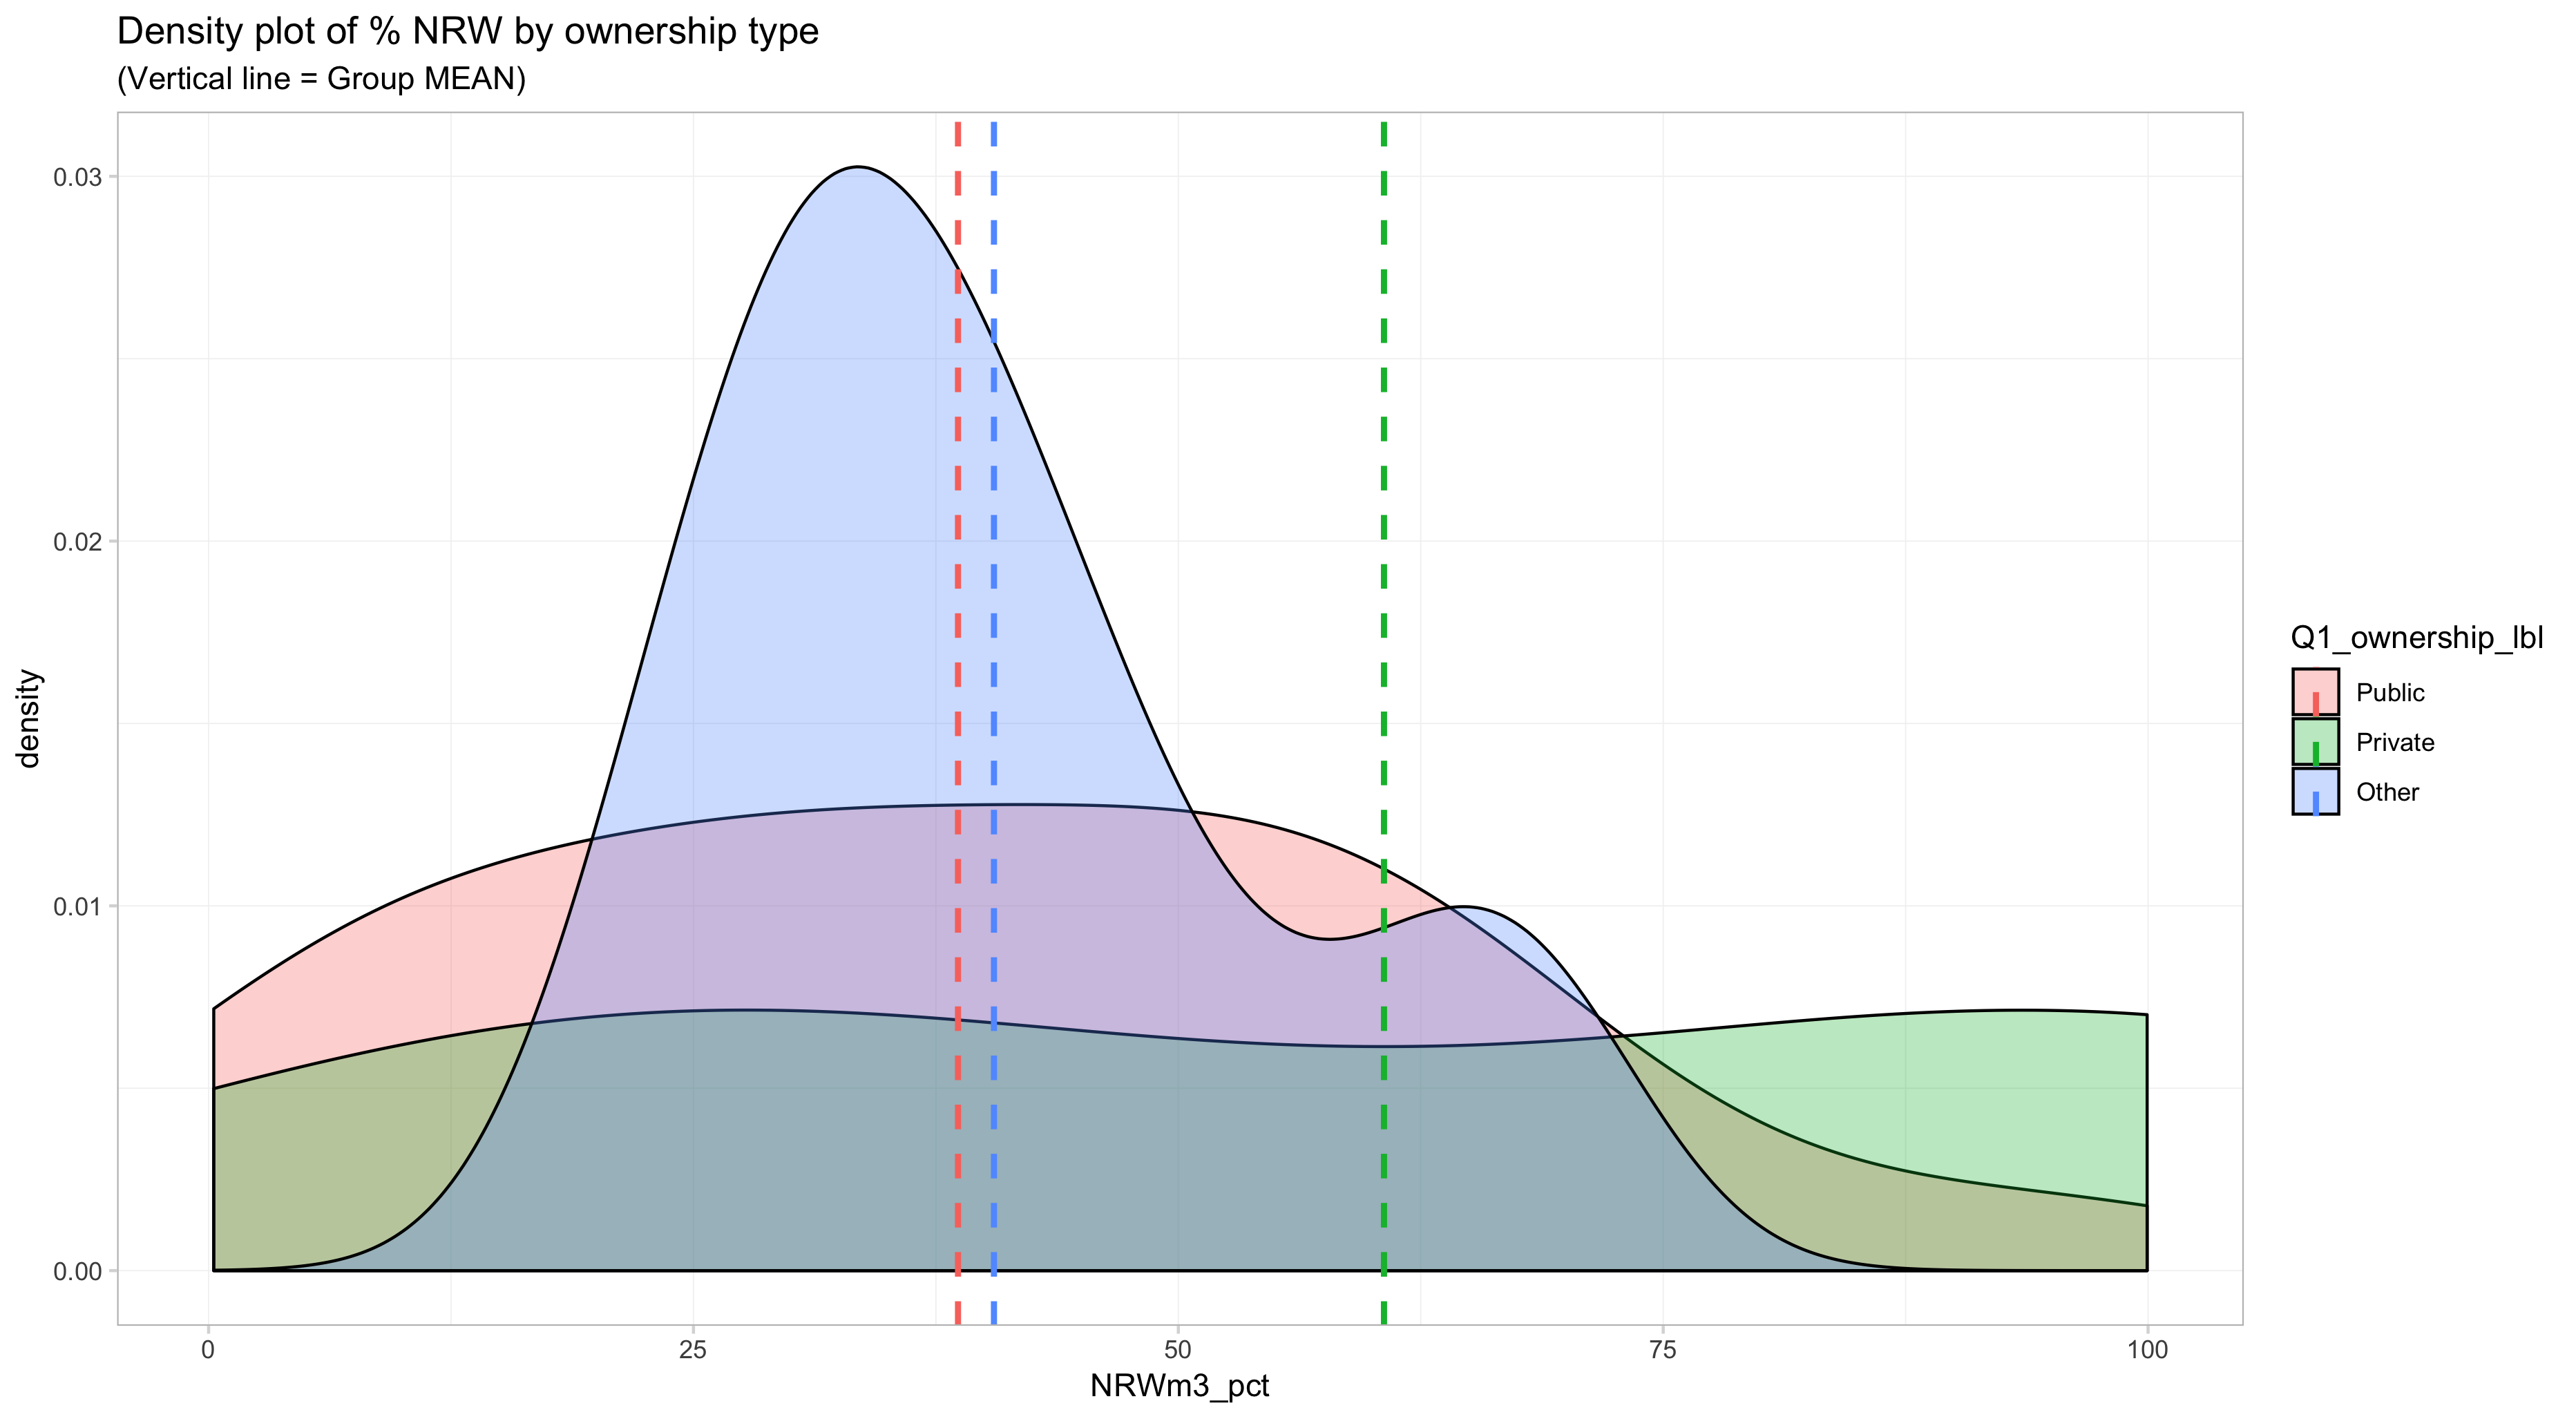 Density plot of % NRW by ownership type
(Vertical line = Group MEAN)
0.03
0.02
0.01
0.00
density
0
25
50
75
100
NRWm3_pct
Q1_ownership_lbl
Public
Private
Other